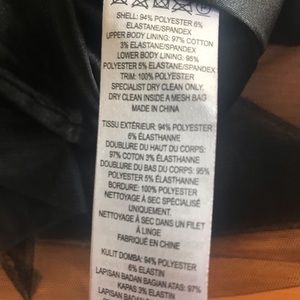 SHELL: 94% POLYESTER 6%
ELASTANE/SPANDEX
UPPER BODY LINING: 97% COTTON
3% ELASTANE/SPANDEX
LOWER BODY LINING: 95%
POLYESTER 5% ELASTANE/SPANDEX
TRIM: 100% POLYESTER
SPECIALIST DRY CLEAN ONLY,
DRY CLEAN INSIDE A MESH BAG
MADE IN CHINA
TISSU EXTÉRIEUR: 94% POLYESTER
6% ÉLASTHANNE
DOUBLURE DU HAUT DU CORPS:
97% COTON 3% ÉLASTHANNE
DOUBLURE DU BAS DU CORPS: 95%
POLYESTER 5% ÉLASTHANNE
BORDURE: 100% POLYESTER
NETTOYAGE À SEC SPÉCIALISÉ
UNIQUEMENT.
NETTOYAGE À SEC DANS UN FILET
À LINGE
FABRIQUÉ EN CHINE
KULIT DOMBA: 94% POLYESTER
6% ELASTIN
LAPISAN BADAN BAGIAN ATAS: 97%
KAPAS 3% ELASTIN
LAPISAN BADAN